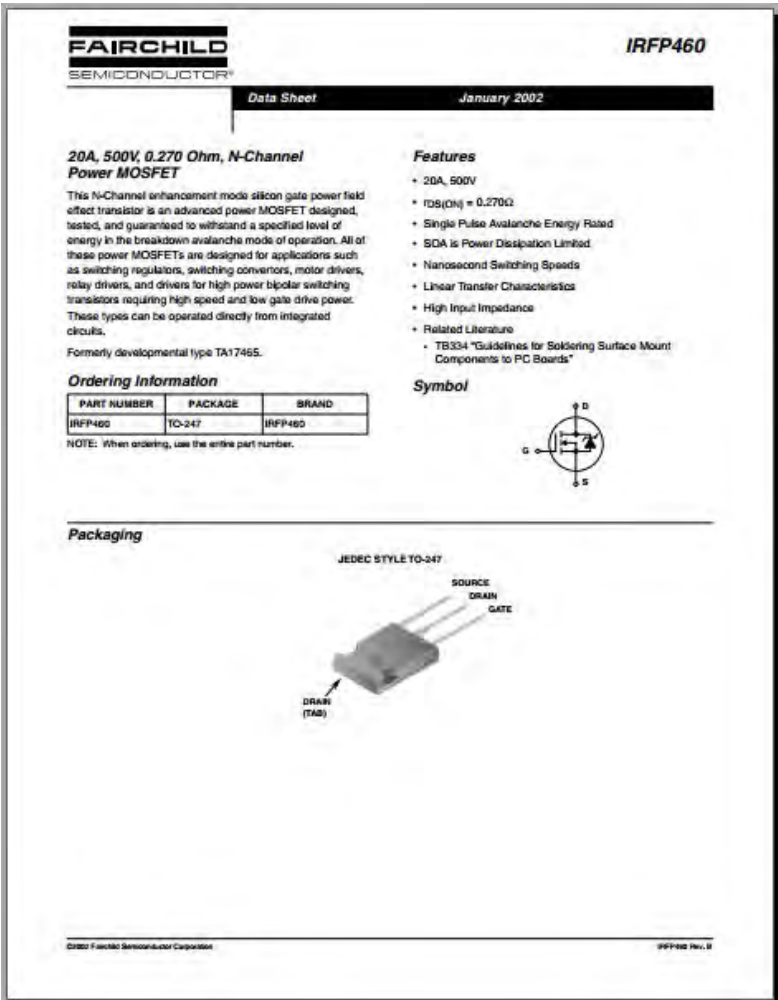 FAIRCHILD
SEMICONDUCTOR®
IRFP460
Data Sheet January 2002
20A, 500V, 0.270 Ohm, N-Channel
Power MOSFET
This N-Channel enhancement mode silicon gate power field
effect transistor is an advanced power MOSFET designed,
tested, and guaranteed to withstand a specified level of
energy in the breakdown avalanche mode of operation. All of
these power MOSFETs are designed for applications such
as switching regulators, switching convertors, motor drivers,
relay drivers, and drivers for high power bipolar switching
transistors requiring high speed and low gate drive power.
These types can be operated directly from integrated
circuits.
Formerly developmental type TA17465.
Ordering Information
PART NUMBER PACKAGE BRAND
IRFP460 TO-247 IRFP460
NOTE: When ordering, use the entire part number.
Features
• 20A, 500V
• rDS(ON) = 0.270Ω
• Single Pulse Avalanche Energy Rated
• SOA is Power Dissipation Limited
• Nanosecond Switching Speeds
• Linear Transfer Characteristics
• High Input Impedance
• Related Literature
- TB334 "Guidelines for Soldering Surface Mount
Components to PC Boards"
Symbol
D
G
S
Packaging
JEDEC STYLE TO-247
SOURCE
DRAIN
GATE
DRAIN
(TAB)
©2002 Fairchild Semiconductor Corporation IRFP460 Rev. B